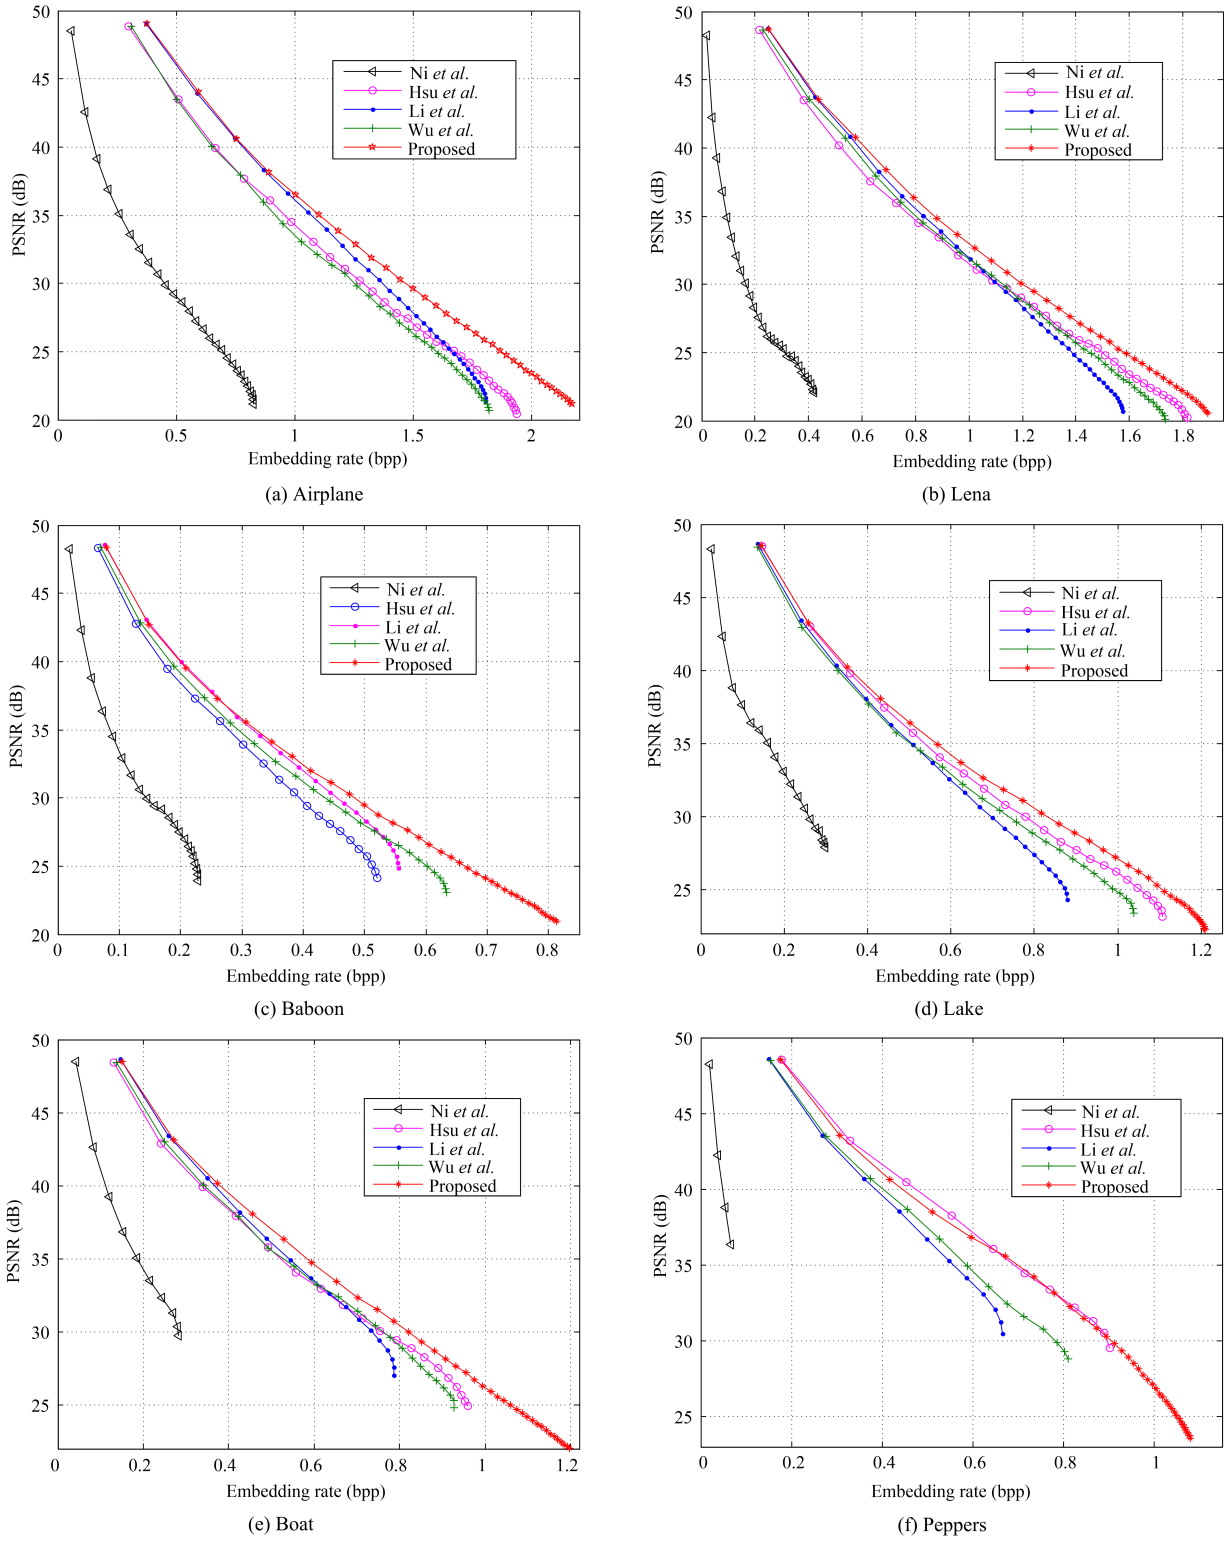 50
45
40
35
30
25
20
PSNR (dB)
Ni et al.
Hsu et al.
Li et al.
Wu et al.
Proposed
0 0.5 1 1.5 2
Embedding rate (bpp)
(a) Airplane
50
45
40
35
30
25
20
PSNR (dB)
Ni et al.
Hsu et al.
Li et al.
Wu et al.
Proposed
0 0.2 0.4 0.6 0.8 1 1.2 1.4 1.6 1.8
Embedding rate (bpp)
(b) Lena
50
45
40
35
30
25
20
PSNR (dB)
Ni et al.
Hsu et al.
Li et al.
Wu et al.
Proposed
0 0.1 0.2 0.3 0.4 0.5 0.6 0.7 0.8
Embedding rate (bpp)
(c) Baboon
50
45
40
35
30
25
PSNR (dB)
Ni et al.
Hsu et al.
Li et al.
Wu et al.
Proposed
0 0.2 0.4 0.6 0.8 1 1.2
Embedding rate (bpp)
(d) Lake
50
45
40
35
30
25
PSNR (dB)
Ni et al.
Hsu et al.
Li et al.
Wu et al.
Proposed
0 0.2 0.4 0.6 0.8 1 1.2
Embedding rate (bpp)
(e) Boat
50
45
40
35
30
25
PSNR (dB)
Ni et al.
Hsu et al.
Li et al.
Wu et al.
Proposed
0 0.2 0.4 0.6 0.8 1
Embedding rate (bpp)
(f) Peppers